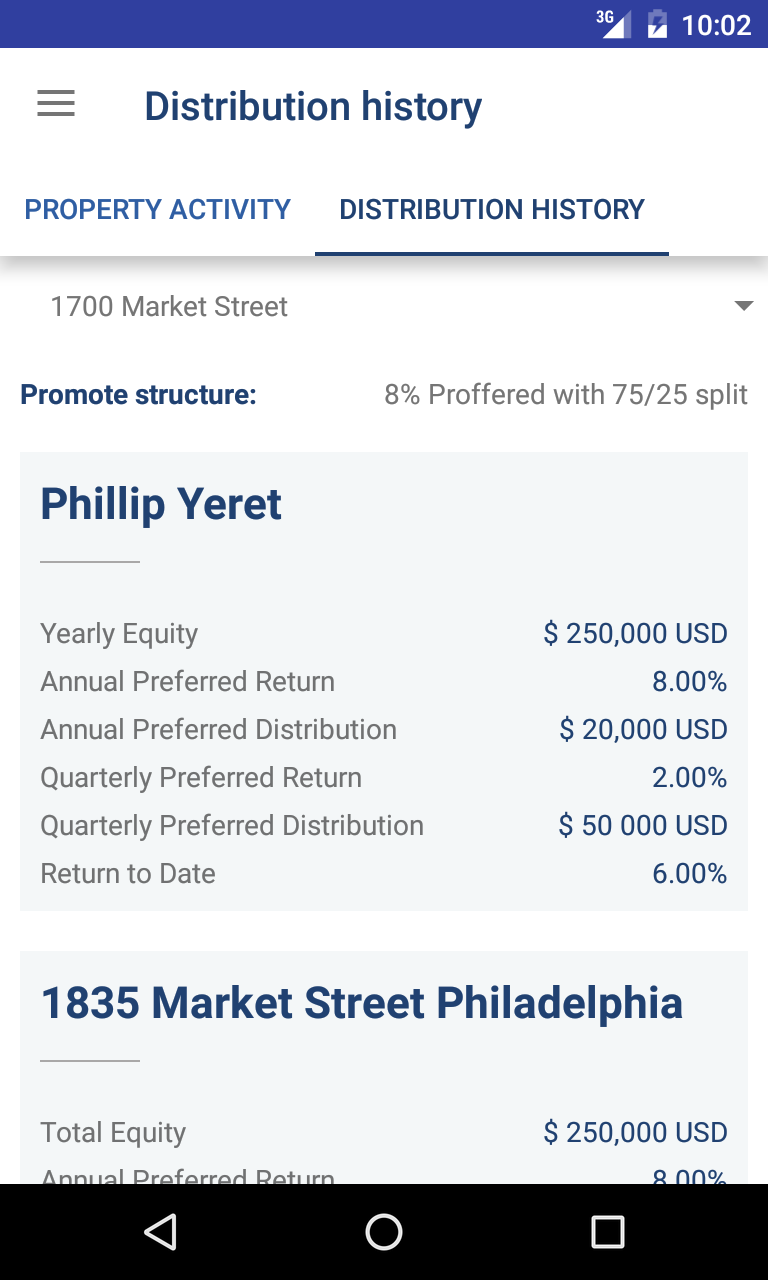 3G 10:02
Distribution history
PROPERTY ACTIVITY DISTRIBUTION HISTORY
1700 Market Street
Promote structure: 8% Proffered with 75/25 split
Phillip Yeret
Yearly Equity $ 250,000 USD
Annual Preferred Return 8.00%
Annual Preferred Distribution $ 20,000 USD
Quarterly Preferred Return 2.00%
Quarterly Preferred Distribution $ 50 000 USD
Return to Date 6.00%
1835 Market Street Philadelphia
Total Equity $ 250,000 USD
Annual Preferred Return 8.00%